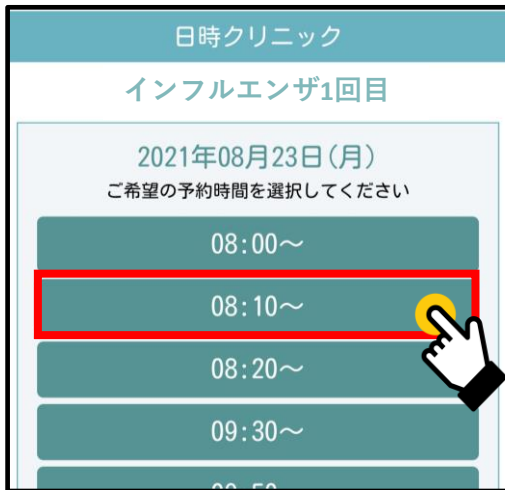 日時クリニック
インフルエンザ1回目
2021年08月23日(月)
ご希望の予約時間を選択してください
08:00～
08:10～
08:20～
09:30～